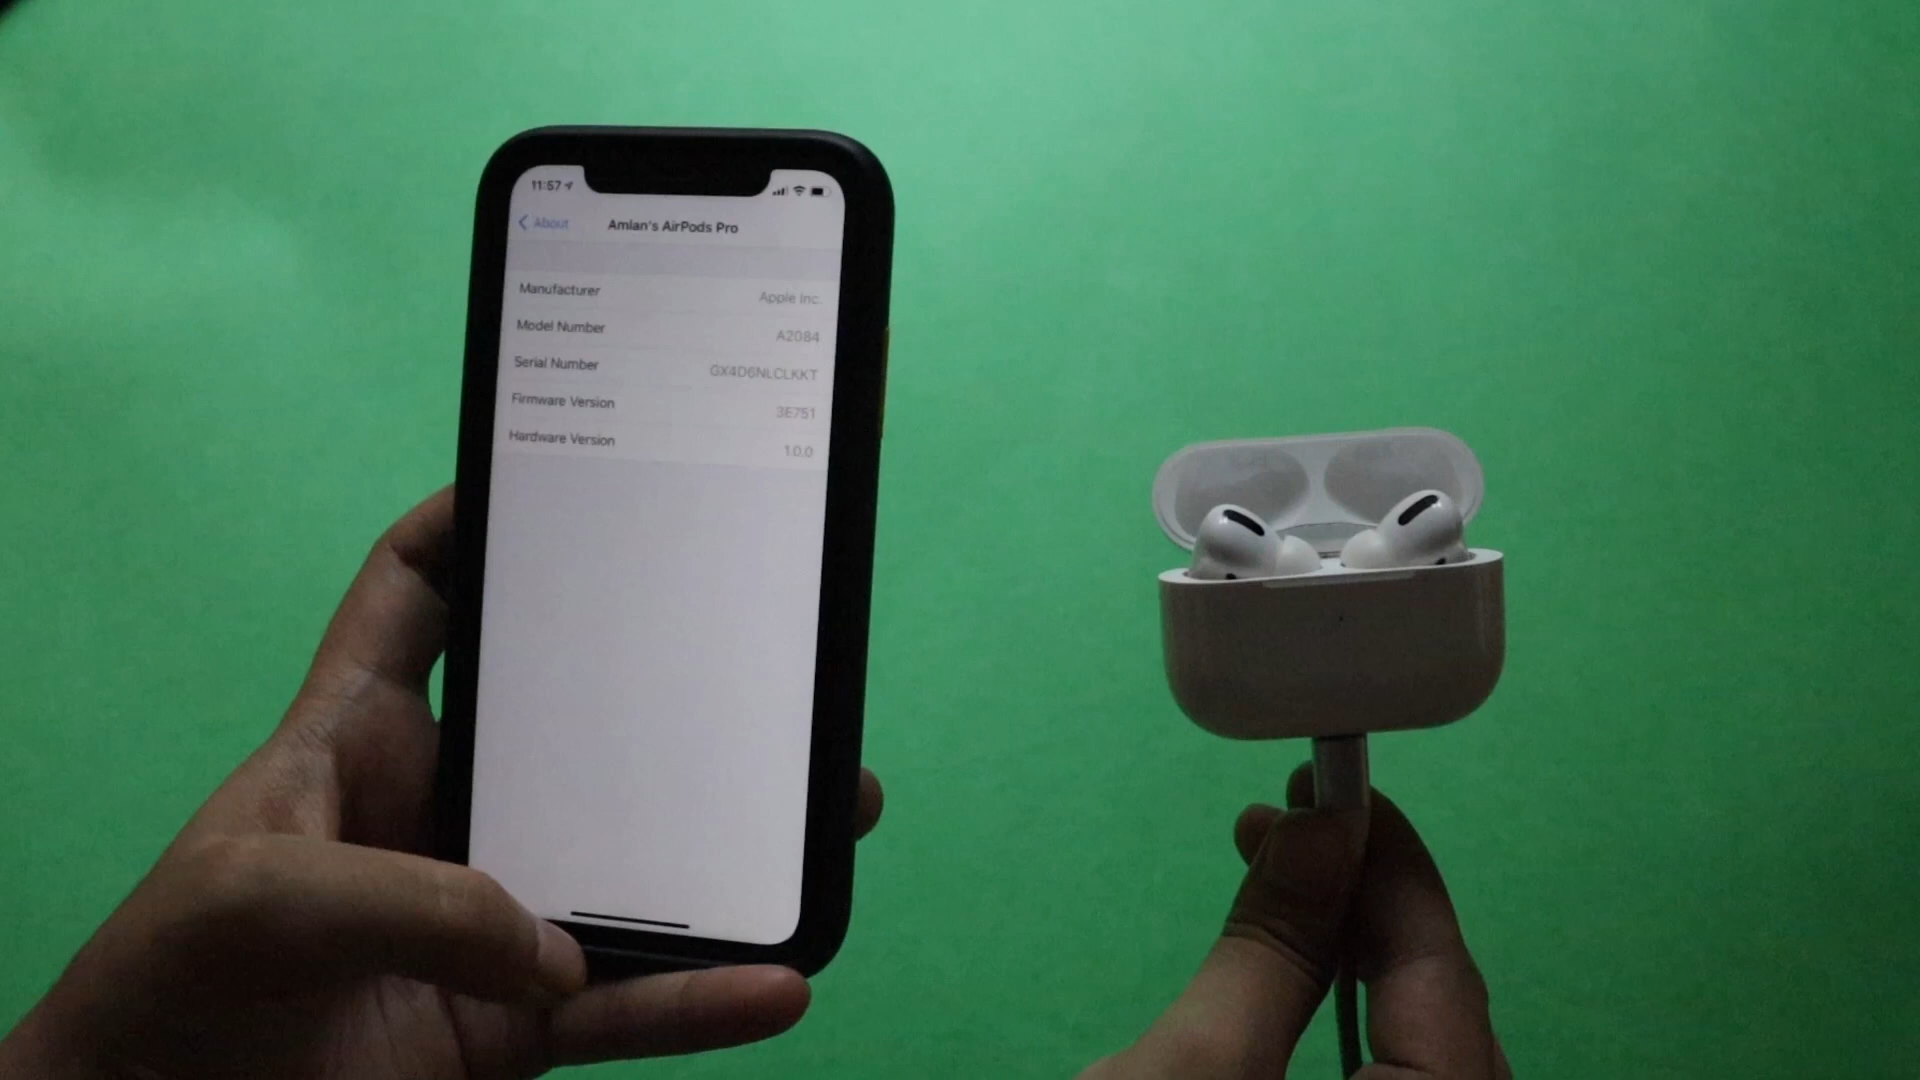 11:57
About
Amlan's AirPods Pro
Manufacturer Apple Inc.
Model Number A2084
Serial Number GX4D6NLCLKKT
Firmware Version 3E751
Hardware Version 1.0.0